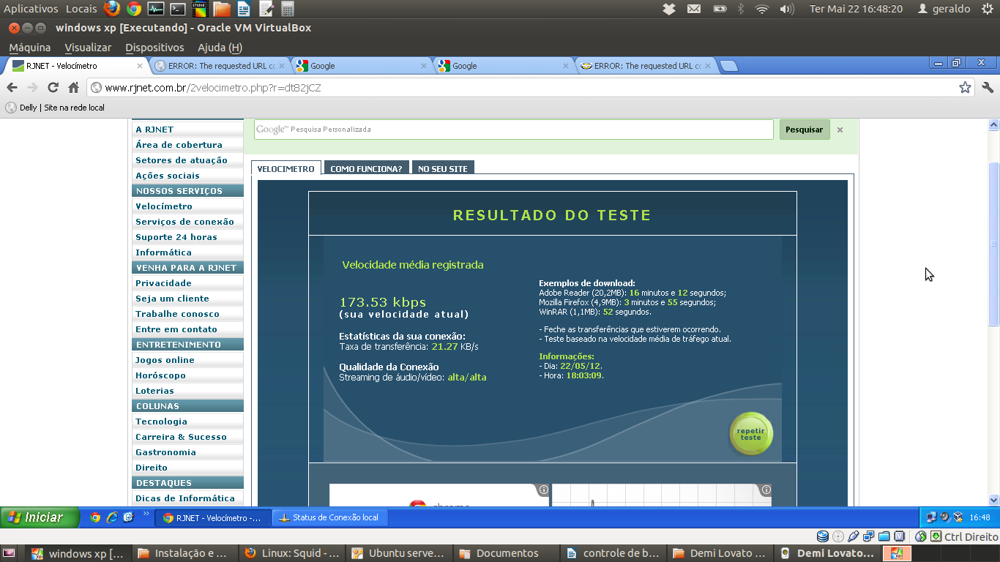 Aplicativos Locais Ter Mai 22 16:48:20 geraldo
windows xp [Executando] - Oracle VM VirtualBox
Máquina Visualizar Dispositivos Ajuda (H)
RJNET - Velocímetro ERROR: The requested URL co Google Google ERROR: The requested URL co
www.rjnet.com.br/2velocimetro.php?r=dt82jCZ
Delly | Site na rede local
A RJNET
Área de cobertura
Setores de atuação
Ações sociais
NOSSOS SERVIÇOS
Velocímetro
Serviços de conexão
Suporte 24 horas
Informática
VENHA PARA A RJNET
Privacidade
Seja um cliente
Trabalhe conosco
Entre em contato
ENTRETENIMENTO
Jogos online
Horóscopo
Loterias
COLUNAS
Tecnologia
Carreira & Sucesso
Gastronomia
Direito
DESTAQUES
Dicas de Informática
Google™ Pesquisa Personalizada Pesquisar
VELOCIMETRO COMO FUNCIONA? NO SEU SITE
RESULTADO DO TESTE
Velocidade média registrada
173.53 kbps
(sua velocidade atual)
Estatísticas da sua conexão:
Taxa de transferência: 21.27 KB/s
Qualidade da Conexão
Streaming de áudio/vídeo: alta/alta
Exemplos de download:
Adobe Reader (20,2MB): 16 minutos e 12 segundos;
Mozilla Firefox (4,9MB): 3 minutos e 55 segundos;
WinRAR (1,1MB): 52 segundos.
- Feche as transferências que estiverem ocorrendo.
- Teste baseado na velocidade média de tráfego atual.
Informações:
- Dia: 22/05/12.
- Hora: 18:03:09.
repetir
teste
Iniciar RJNET - Velocímetro -... Status de Conexão local 16:48
Ctrl Direito
windows xp [... Instalação e ... Linux: Squid - ... Ubuntu serve... Documentos controle de b... Demi Lovato ... Demi Lovato...